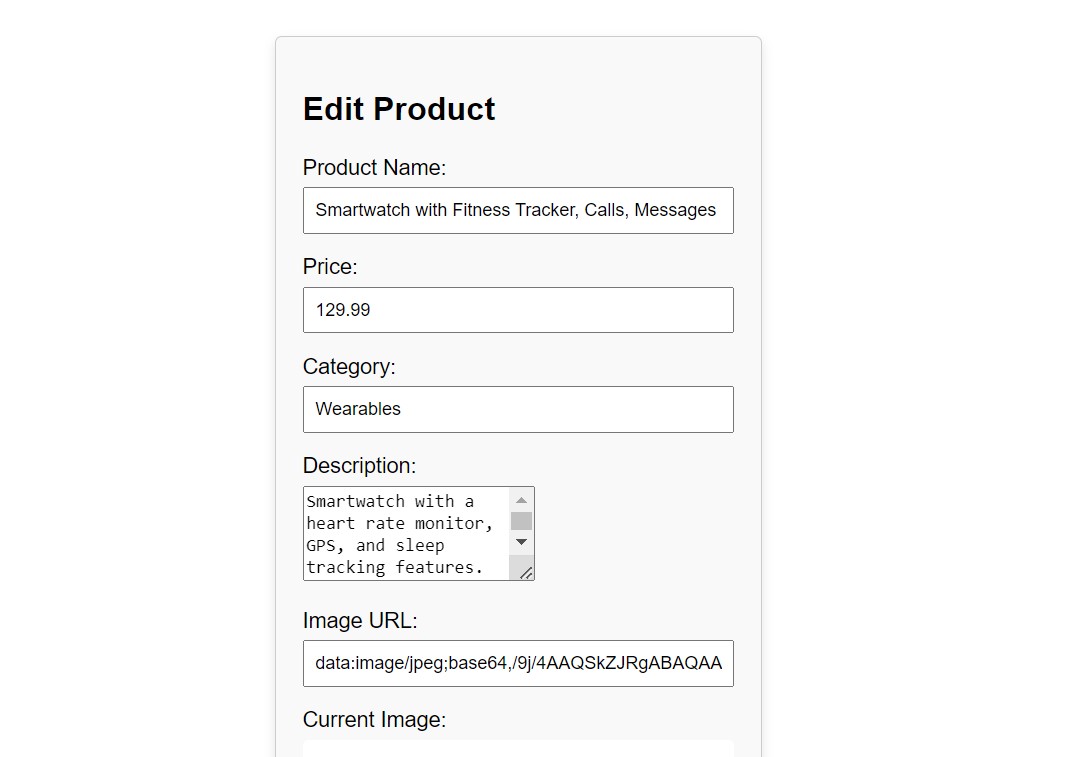 Edit Product
Product Name:
Smartwatch with Fitness Tracker, Calls, Messages
Price:
129.99
Category:
Wearables
Description:
Smartwatch with a
heart rate monitor,
GPS, and sleep
tracking features.
Image URL:
data:image/jpeg;base64,/9j/4AAQSkZJRgABAQAA
Current Image: